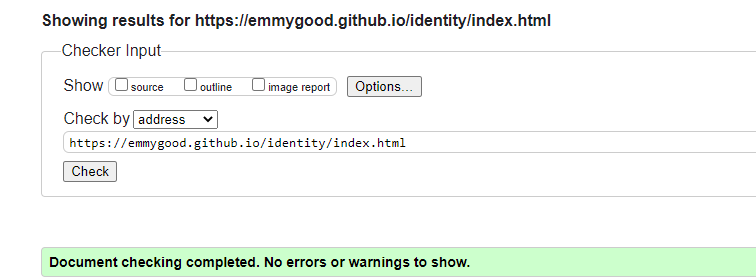 Showing results for https://emmygood.github.io/identity/index.html
Checker Input
Show source outline image report Options...
Check by address
https://emmygood.github.io/identity/index.html
Check
Document checking completed. No errors or warnings to show.